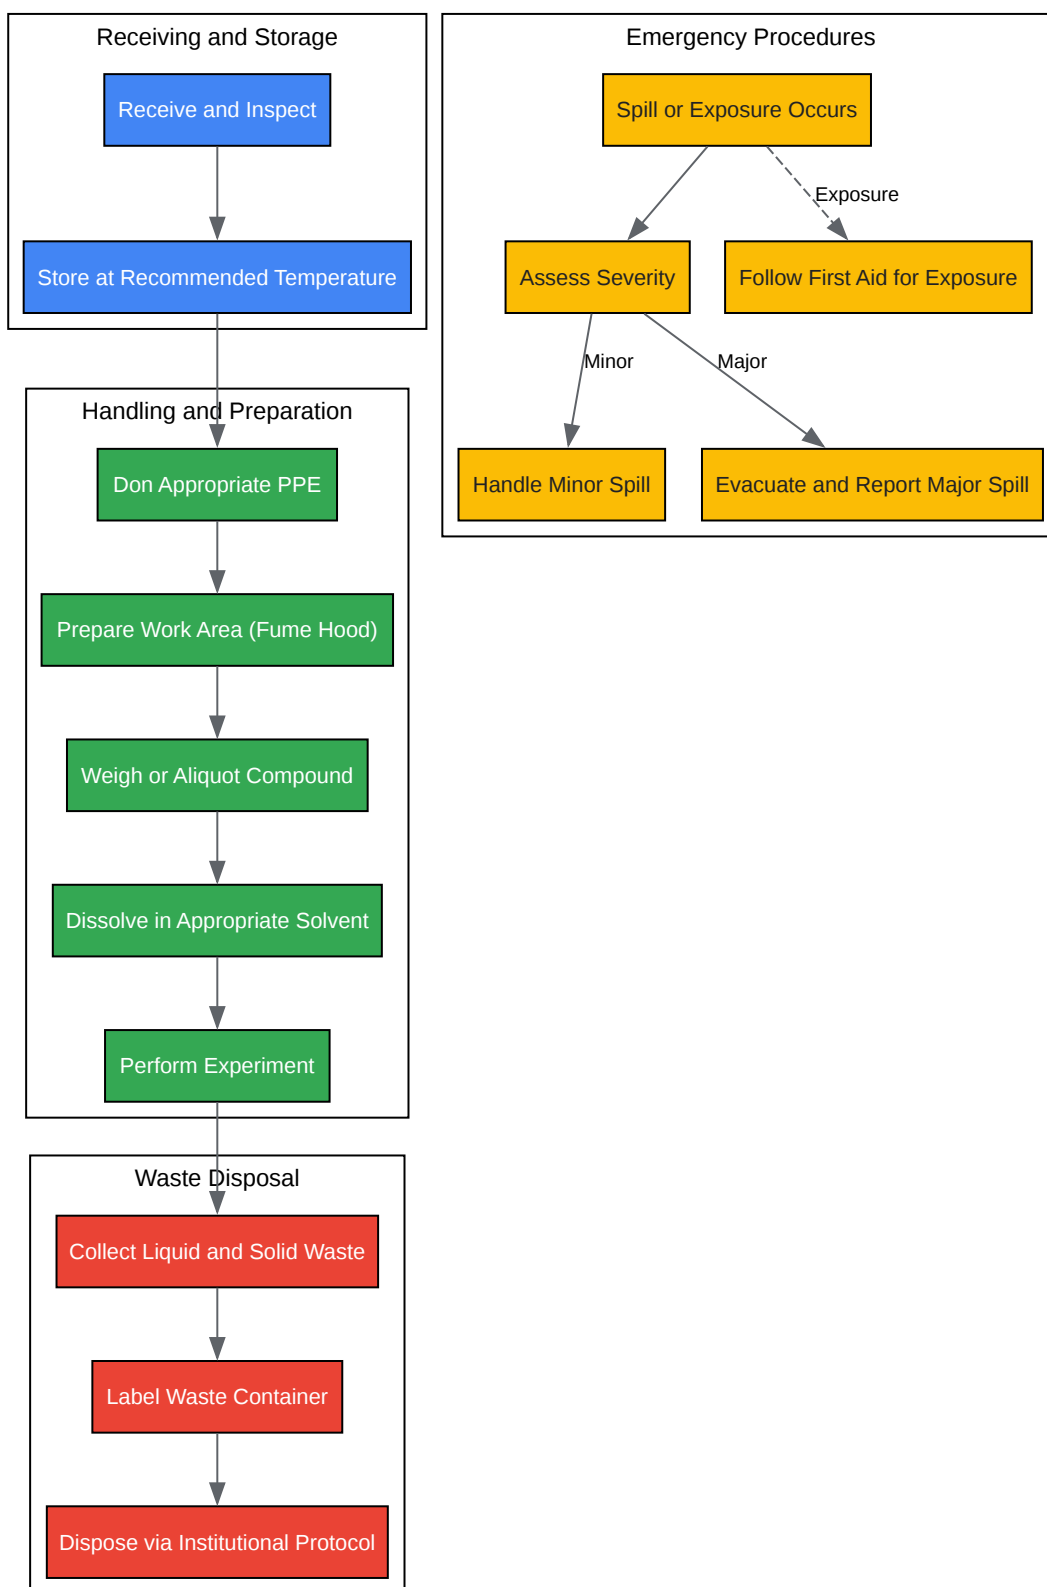 Receiving and Storage
Receive and Inspect
Store at Recommended Temperature
Handling and Preparation
Don Appropriate PPE
Prepare Work Area (Fume Hood)
Weigh or Aliquot Compound
Dissolve in Appropriate Solvent
Perform Experiment
Waste Disposal
Collect Liquid and Solid Waste
Label Waste Container
Dispose via Institutional Protocol
Emergency Procedures
Spill or Exposure Occurs
Exposure
Assess Severity
Follow First Aid for Exposure
Minor
Major
Handle Minor Spill
Evacuate and Report Major Spill